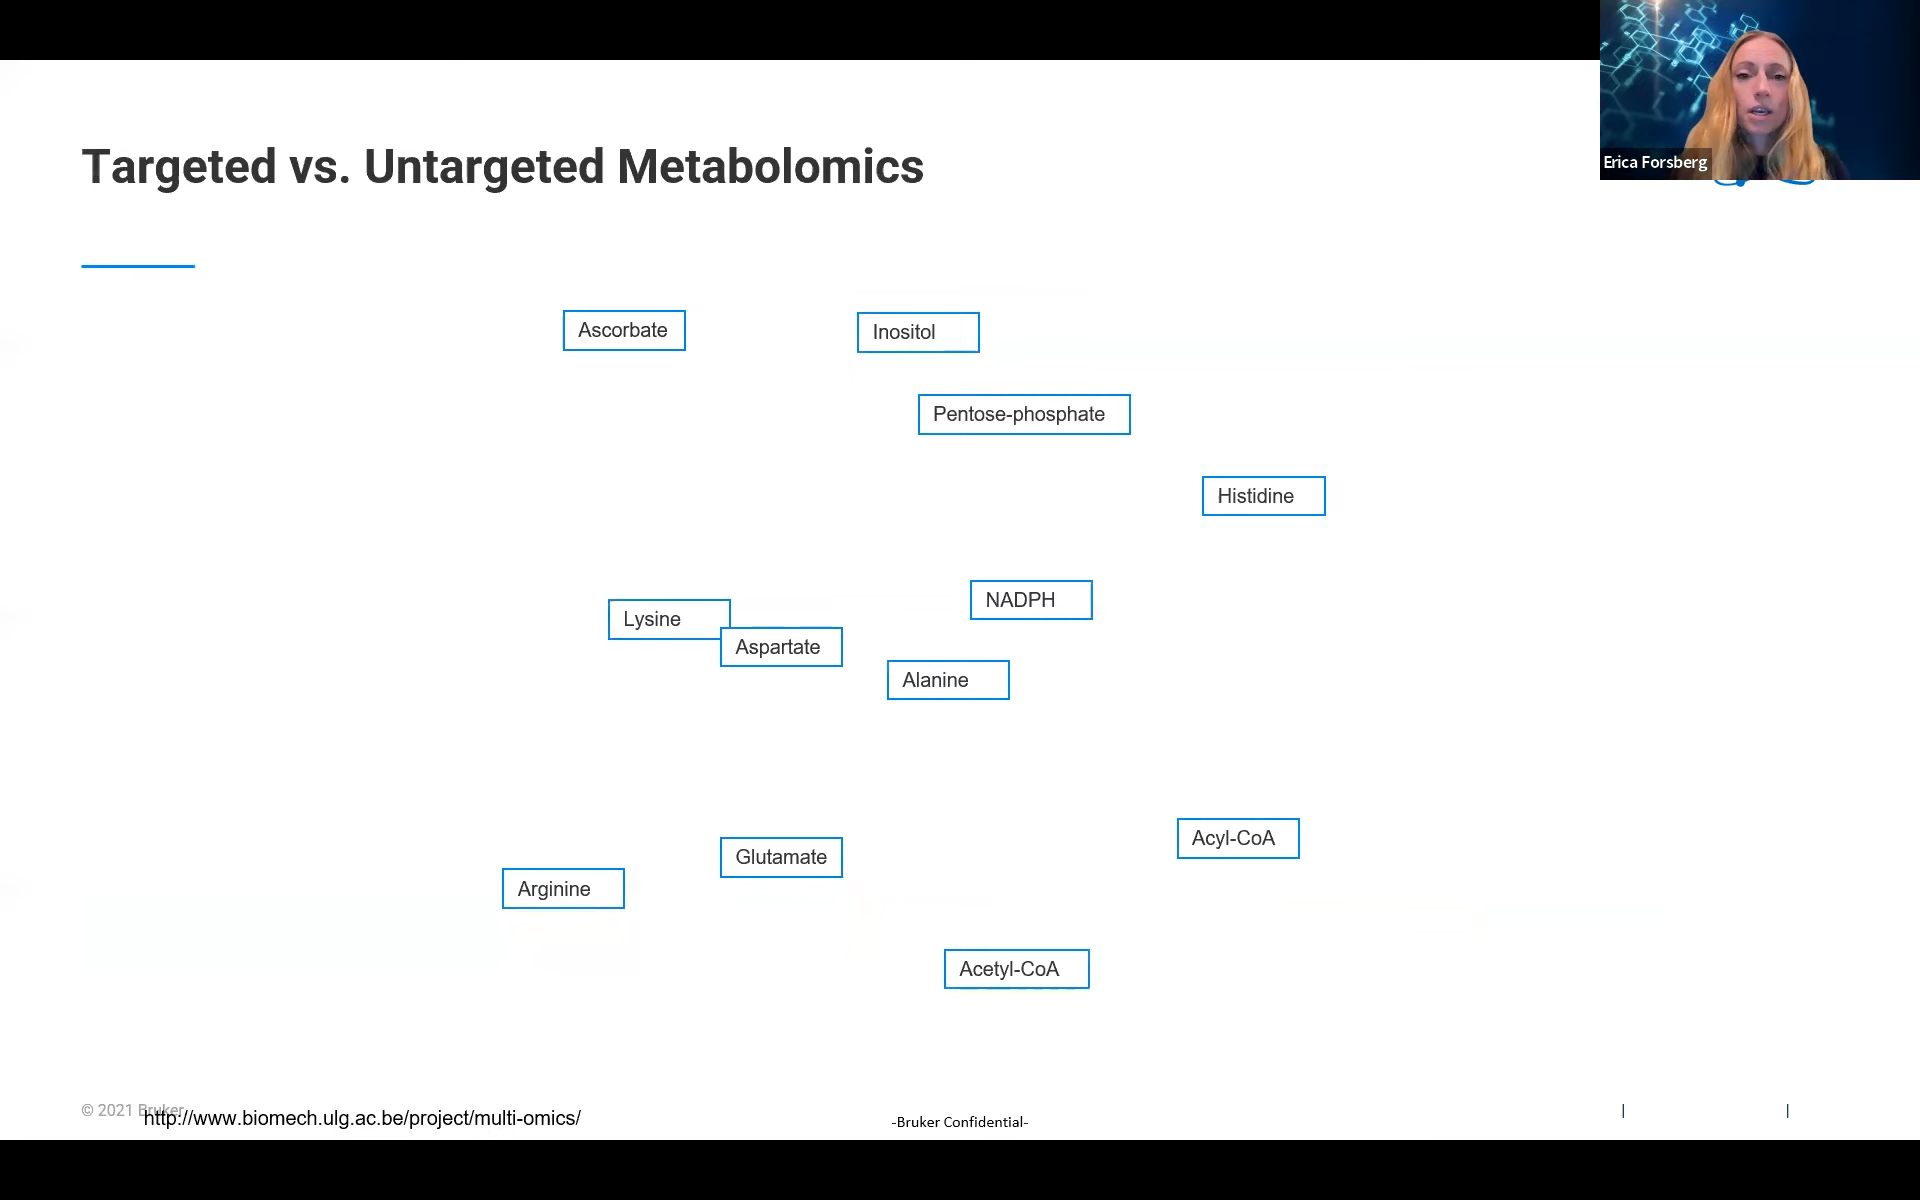 Erica Forsberg
Targeted vs. Untargeted Metabolomics
Ascorbate
Inositol
Pentose-phosphate
Histidine
NADPH
Lysine
Aspartate
Alanine
Acyl-CoA
Glutamate
Arginine
Acetyl-CoA
© 2021 Bruker
http://www.biomech.ulg.ac.be/project/multi-omics/
-Bruker Confidential-
| |